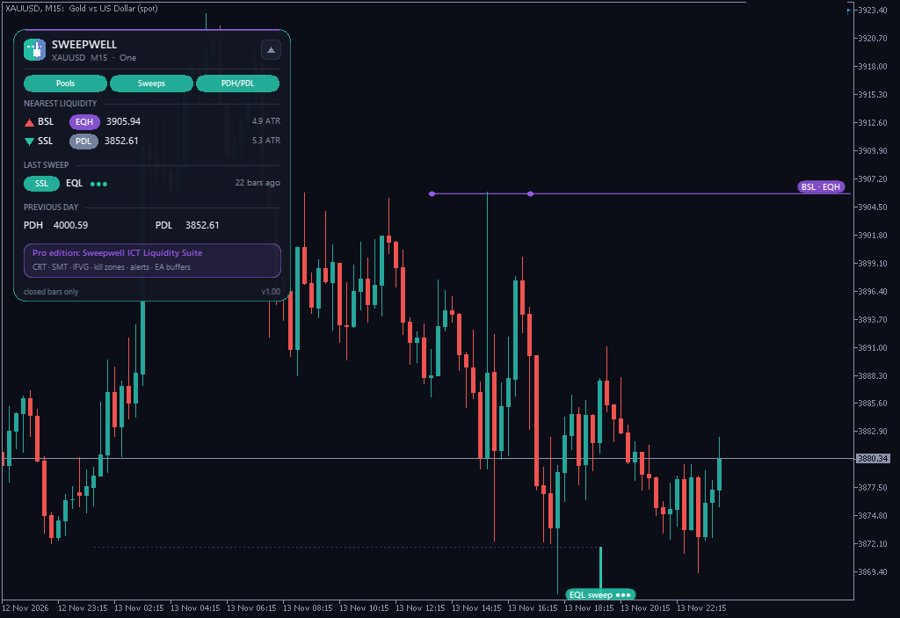 XAUUSD, M15: Gold vs US Dollar (spot)
SWEEPWELL
XAUUSD M15 · One
Pools Sweeps PDH/PDL
NEAREST LIQUIDITY
BSL EQH 3905.94 4.9 ATR
SSL PDL 3852.61 5.3 ATR
LAST SWEEP
SSL EQL 22 bars ago
PREVIOUS DAY
PDH 4000.59 PDL 3852.61
Pro edition: Sweepwell ICT Liquidity Suite
CRT · SMT · IFVG · kill zones · alerts · EA buffers
closed bars only v1.00
BSL · EQH
EQL sweep
3923.40
3920.70
3918.00
3915.30
3912.60
3909.90
3907.20
3904.50
3901.80
3899.10
3896.40
3893.70
3891.00
3888.30
3885.60
3882.90
3880.34
3877.50
3874.80
3872.10
3869.40
12 Nov 2026 12 Nov 23:15 13 Nov 02:15 13 Nov 04:15 13 Nov 06:15 13 Nov 08:15 13 Nov 10:15 13 Nov 12:15 13 Nov 14:15 13 Nov 16:15 13 Nov 18:15 13 Nov 20:15 13 Nov 22:15